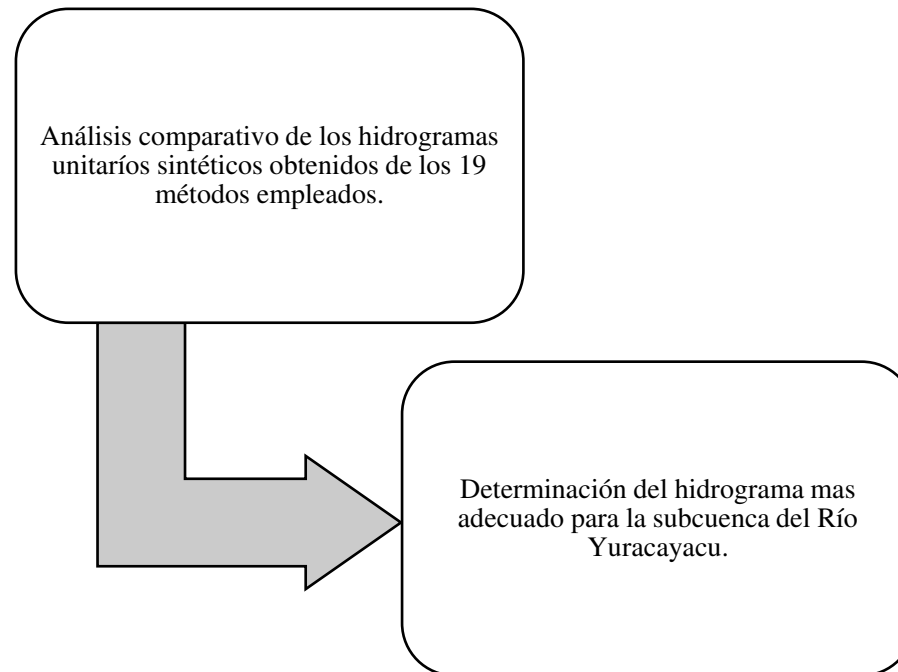 Análisis comparativo de los hidrogramas
unitaríos sintéticos obtenidos de los 19
métodos empleados.
Determinación del hidrograma mas
adecuado para la subcuenca del Río
Yuracayacu.